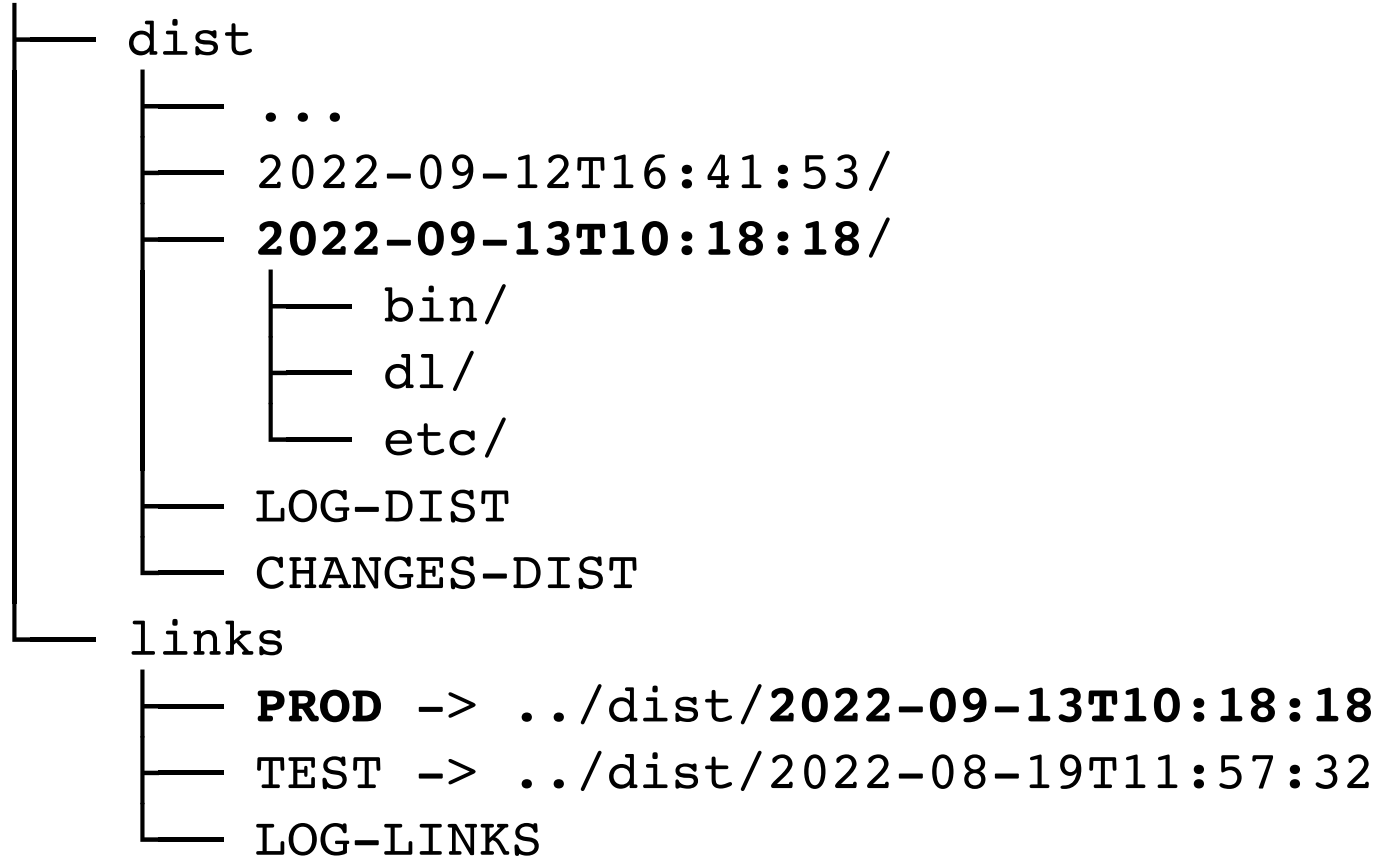 dist
...
2022-09-12T16:41:53/
2022-09-13T10:18:18/
bin/
dl/
etc/
LOG-DIST
CHANGES-DIST
links
PROD -> ../dist/2022-09-13T10:18:18
TEST -> ../dist/2022-08-19T11:57:32
LOG-LINKS